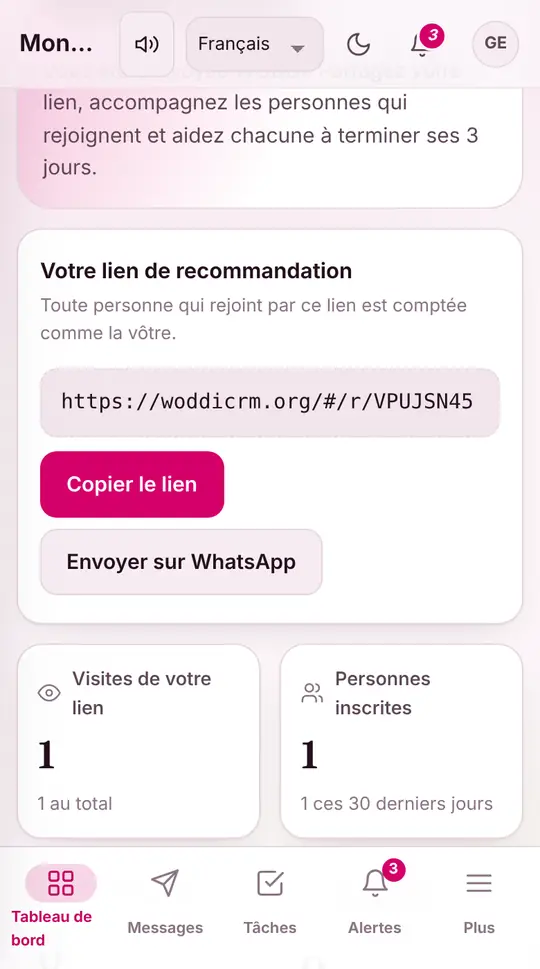 Mon...
Français
3
GE
lien, accompagnez les personnes qui
rejoignent et aidez chacune à terminer ses 3
jours.
Votre lien de recommandation
Toute personne qui rejoint par ce lien est comptée
comme la vôtre.
https://woddicrm.org/#/r/VPUJSN45
Copier le lien
Envoyer sur WhatsApp
Visites de votre
lien
1
1 au total
Personnes
inscrites
1
1 ces 30 derniers jours
Tableau de
bord
Messages
Tâches
3
Alertes
Plus